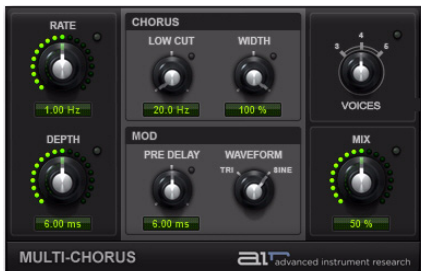 RATE
1.00 Hz
DEPTH
6.00 ms
CHORUS
LOW CUT
WIDTH
20.0 Hz
100 %
MOD
PRE DELAY
WAVEFORM
TRI
SINE
6.00 ms
3
4
5
VOICES
MIX
50 %
MULTI-CHORUS
air advanced instrument research